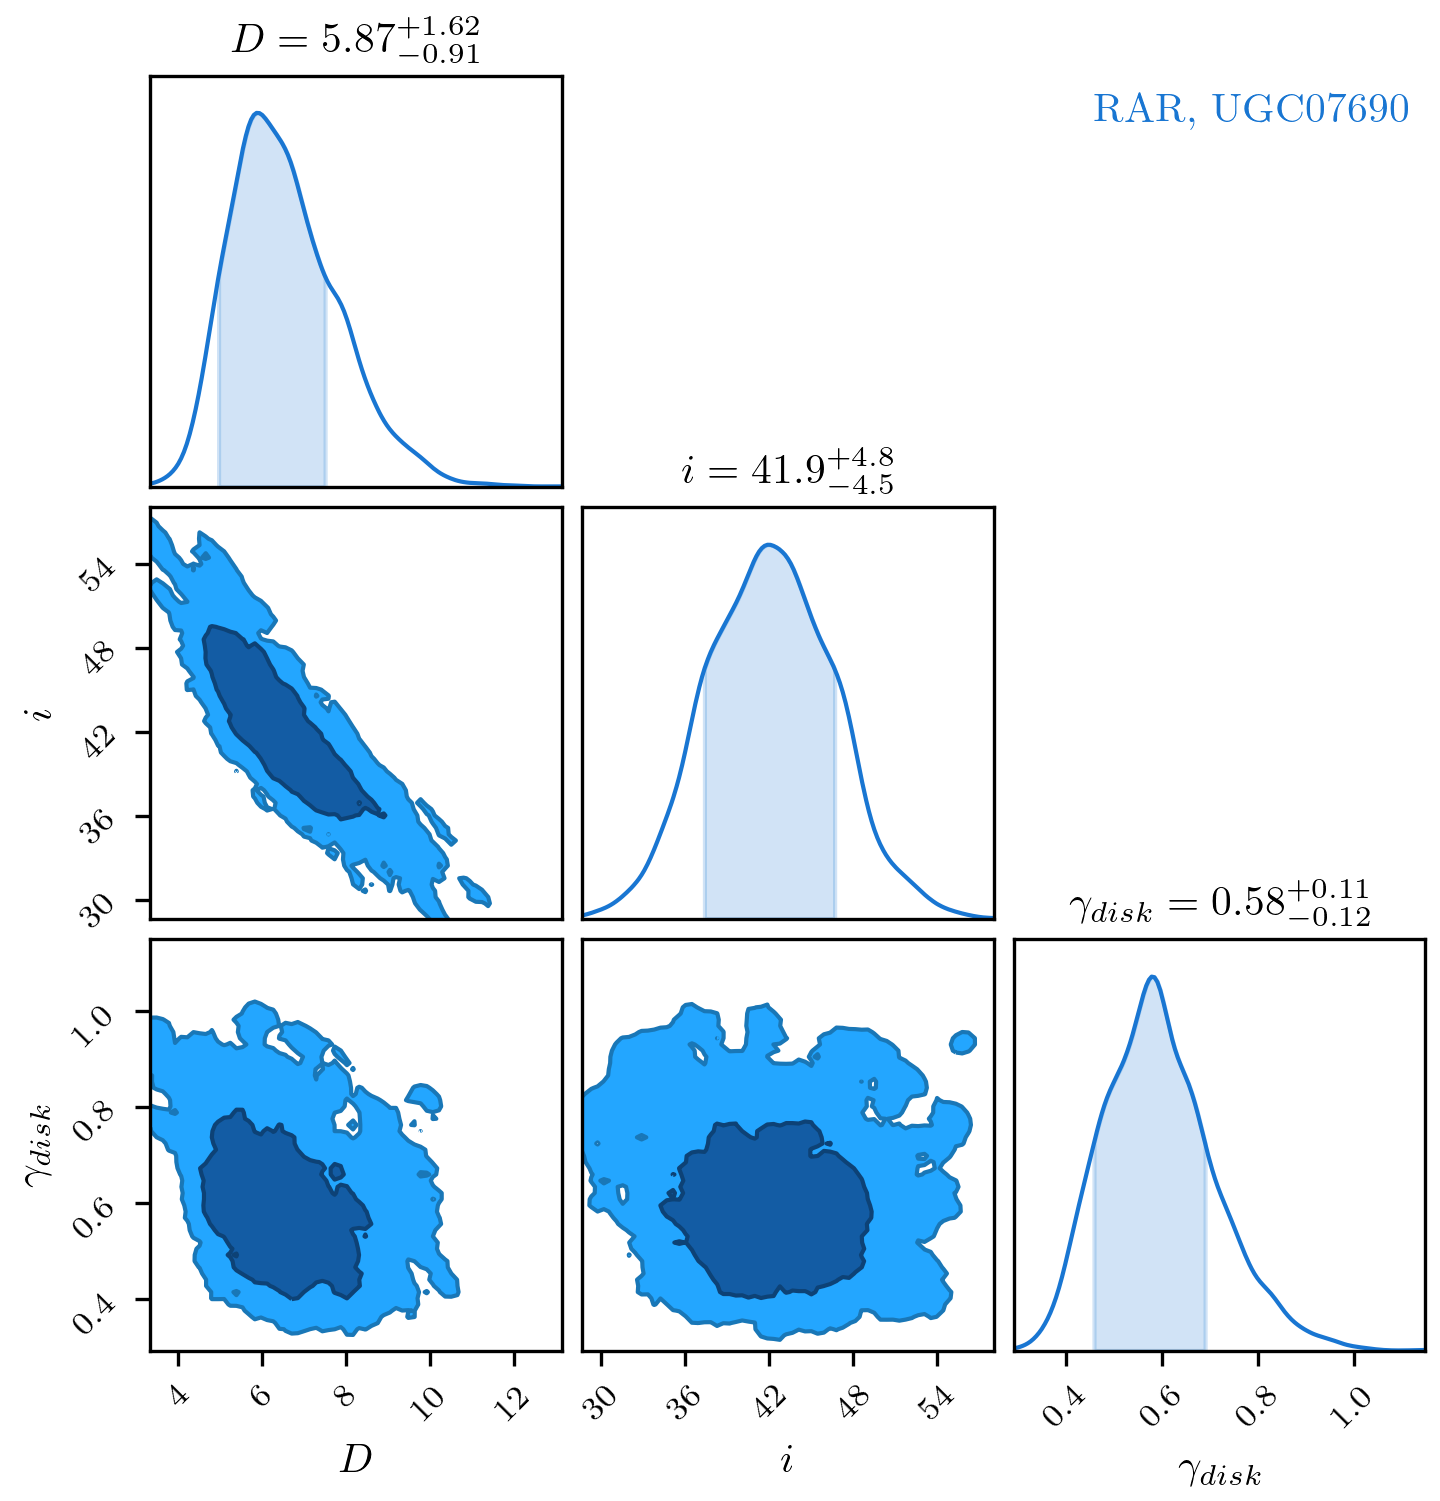 D = 5.87^{+1.62}_{-0.91}
RAR, UGC07690
i = 41.9^{+4.8}_{-4.5}
54
48
42
36
30
i
γ_{disk} = 0.58^{+0.11}_{-0.12}
1.0
0.8
0.6
0.4
γ_{disk}
4 6 8 10 12
30 36 42 48 54
0.4 0.6 0.8 1.0
D
i
γ_{disk}